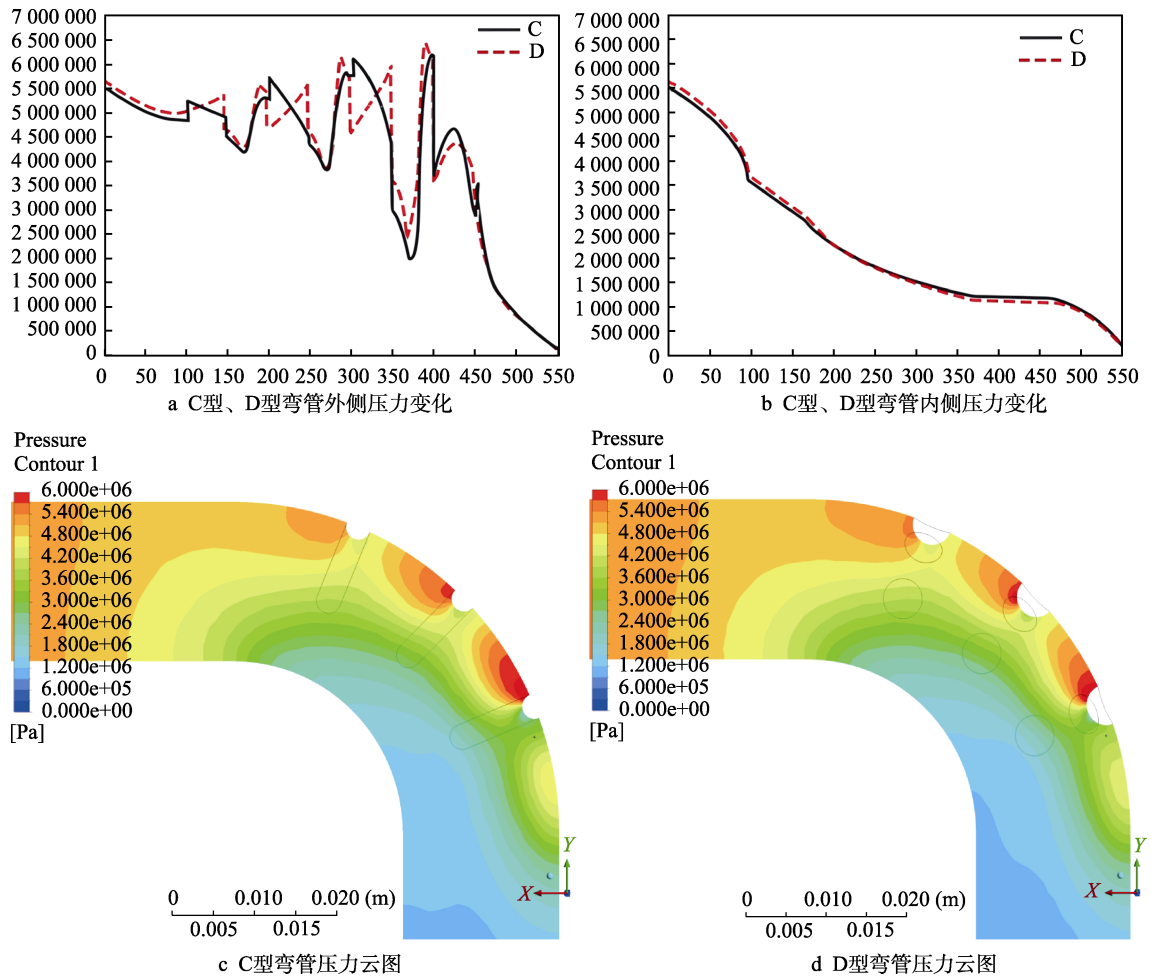 7 000 000
6 500 000
6 000 000
5 500 000
5 000 000
4 500 000
4 000 000
3 500 000
3 000 000
2 500 000
2 000 000
1 500 000
1 000 000
500 000
0
C
D
0 50 100 150 200 250 300 350 400 450 500 550
a C型、D型弯管外侧压力变化
7 000 000
6 500 000
6 000 000
5 500 000
5 000 000
4 500 000
4 000 000
3 500 000
3 000 000
2 500 000
2 000 000
1 500 000
1 000 000
500 000
0
C
D
0 50 100 150 200 250 300 350 400 450 500 550
b C型、D型弯管内侧压力变化
Pressure
Contour 1
6.000e+06
5.400e+06
4.800e+06
4.200e+06
3.600e+06
3.000e+06
2.400e+06
1.800e+06
1.200e+06
6.000e+05
0.000e+00
[Pa]
0 0.010 0.020 (m)
0.005 0.015
Y
X
c C型弯管压力云图
Pressure
Contour 1
6.000e+06
5.400e+06
4.800e+06
4.200e+06
3.600e+06
3.000e+06
2.400e+06
1.800e+06
1.200e+06
6.000e+05
0.000e+00
[Pa]
0 0.010 0.020 (m)
0.005 0.015
Y
X
d D型弯管压力云图